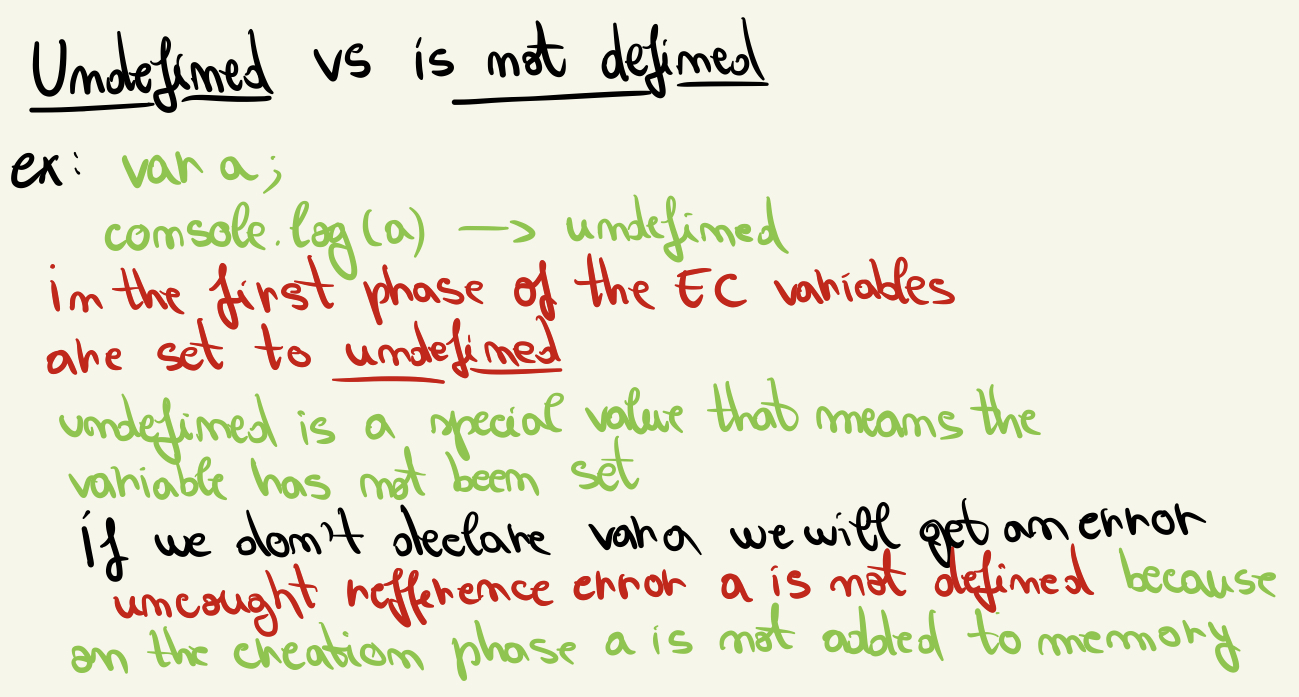 Undefined vs is not defined
ex: var a;
console.log(a) → undefined
in the first phase of the EC variables
are set to undefined
undefined is a special value that means the
variable has not been set
if we don't declare var a we will get an error
uncought refference error a is not defined because
on the creation phase a is not added to memory